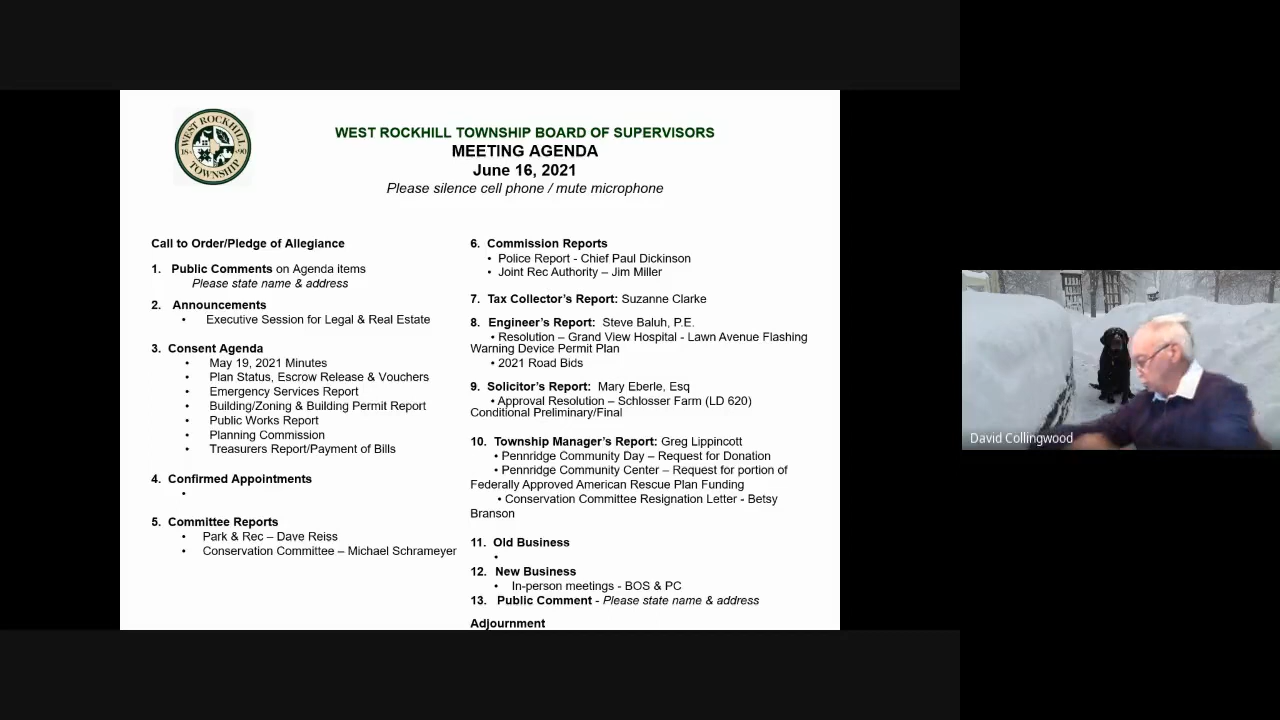 WEST ROCKHILL
18 90
TOWNSHIP
WEST ROCKHILL TOWNSHIP BOARD OF SUPERVISORS
MEETING AGENDA
June 16, 2021
Please silence cell phone / mute microphone
Call to Order/Pledge of Allegiance
1. Public Comments on Agenda items
Please state name & address
2. Announcements
• Executive Session for Legal & Real Estate
3. Consent Agenda
• May 19, 2021 Minutes
• Plan Status, Escrow Release & Vouchers
• Emergency Services Report
• Building/Zoning & Building Permit Report
• Public Works Report
• Planning Commission
• Treasurers Report/Payment of Bills
4. Confirmed Appointments
•
5. Committee Reports
• Park & Rec – Dave Reiss
• Conservation Committee – Michael Schrameyer
6. Commission Reports
• Police Report - Chief Paul Dickinson
• Joint Rec Authority – Jim Miller
7. Tax Collector's Report: Suzanne Clarke
8. Engineer's Report: Steve Baluh, P.E.
• Resolution – Grand View Hospital - Lawn Avenue Flashing
Warning Device Permit Plan
• 2021 Road Bids
9. Solicitor's Report: Mary Eberle, Esq
• Approval Resolution – Schlosser Farm (LD 620)
Conditional Preliminary/Final
10. Township Manager's Report: Greg Lippincott
• Pennridge Community Day – Request for Donation
• Pennridge Community Center – Request for portion of
Federally Approved American Rescue Plan Funding
• Conservation Committee Resignation Letter - Betsy
Branson
11. Old Business
•
12. New Business
• In-person meetings - BOS & PC
13. Public Comment - Please state name & address
Adjournment
David Collingwood